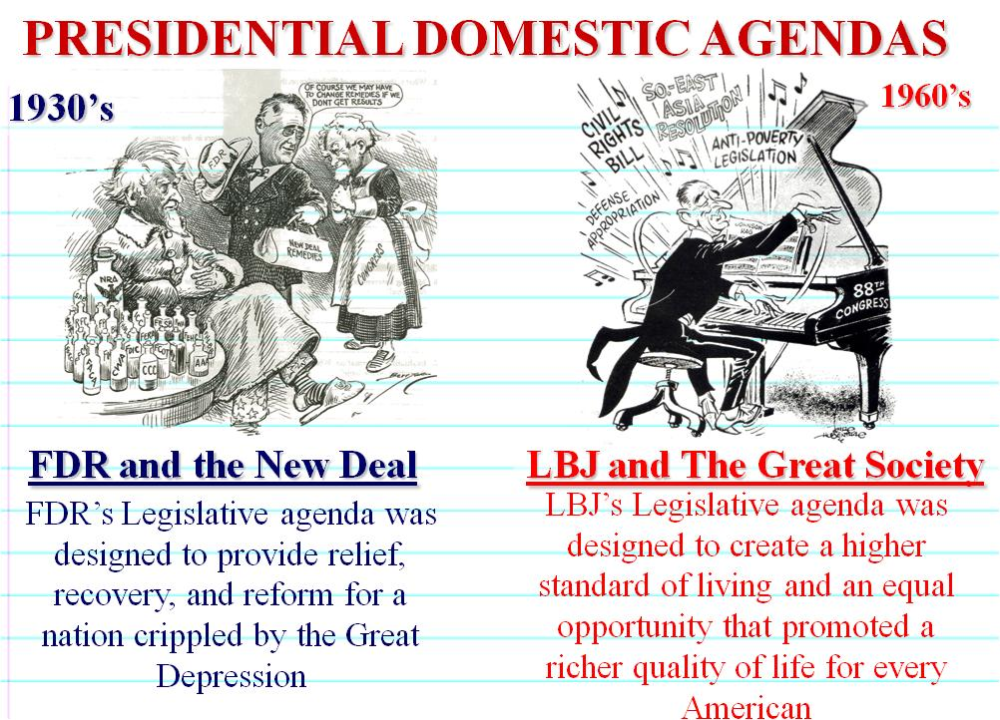 PRESIDENTIAL DOMESTIC AGENDAS
1930's
OF COURSE WE MAY HAVE
TO CHANGE REMEDIES IF WE
DON'T GET RESULTS
FDR
NEW DEAL
REMEDIES
CONGRESS
NRA
CWA
CCC
AAA
FDR and the New Deal
FDR's Legislative agenda was
designed to provide relief,
recovery, and reform for a
nation crippled by the Great
Depression
1960's
CIVIL
RIGHTS
BILL
SO-EAST
ASIA
RESOLUTION
ANTI-POVERTY
LEGISLATION
DEFENSE
APPROPRIATION
JOHNSON
RAG
88TH
CONGRESS
LBJ and The Great Society
LBJ's Legislative agenda was
designed to create a higher
standard of living and an equal
opportunity that promoted a
richer quality of life for every
American